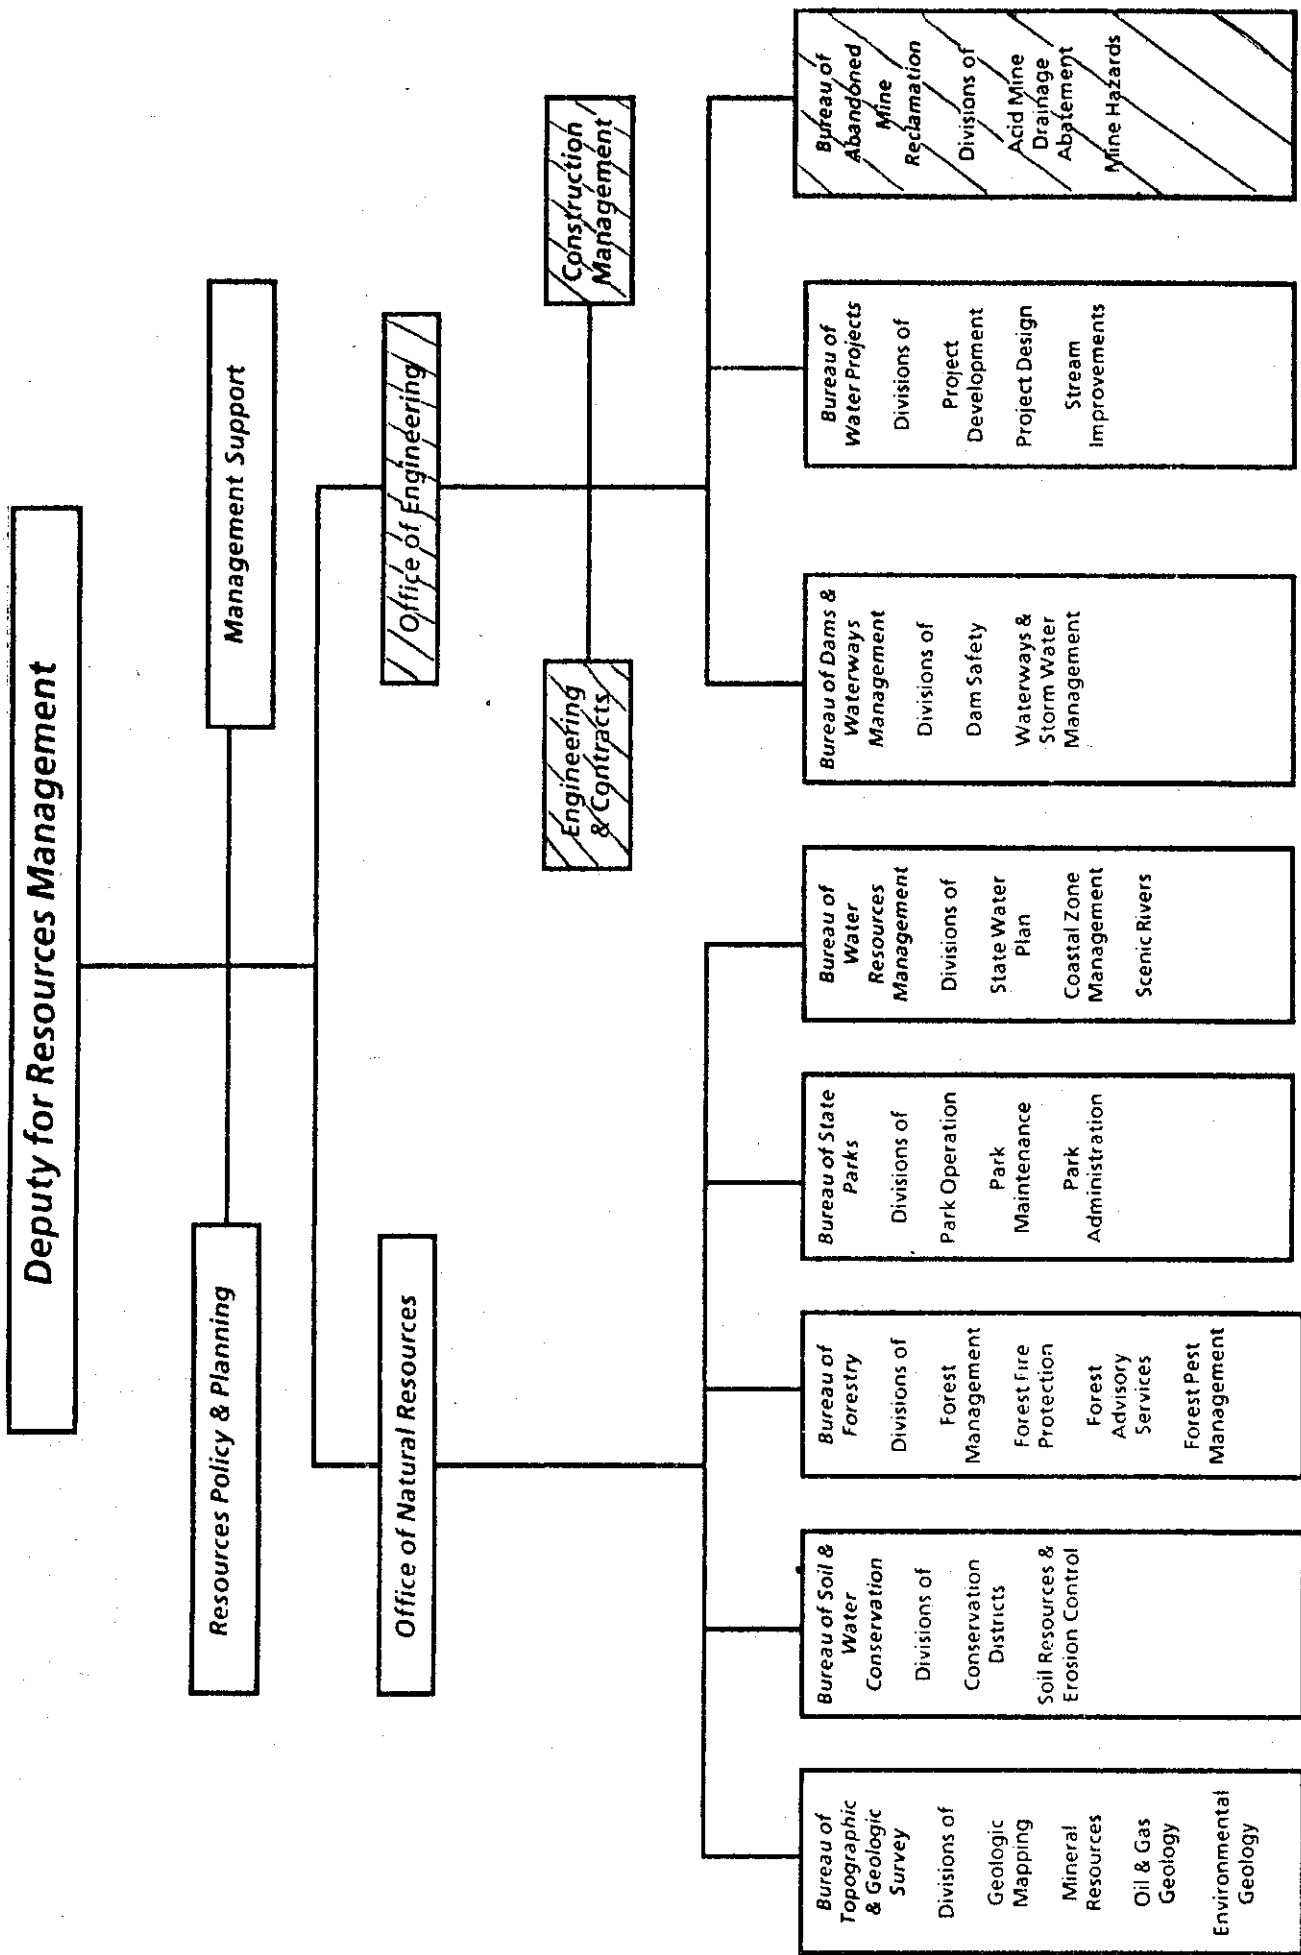 Deputy for Resources Management
Resources Policy & Planning
Management Support
Office of Natural Resources
Office of Engineering
Engineering
& Contracts
Construction
Management
Bureau of
Topographic
& Geologic
Survey
Divisions of
Geologic
Mapping
Mineral
Resources
Oil & Gas
Geology
Environmental
Geology
Bureau of Soil &
Water
Conservation
Divisions of
Conservation
Districts
Soil Resources &
Erosion Control
Bureau of
Forestry
Divisions of
Forest
Management
Forest Fire
Protection
Forest
Advisory
Services
Forest Pest
Management
Bureau of State
Parks
Divisions of
Park Operation
Park
Maintenance
Park
Administration
Bureau of
Water
Resources
Management
Divisions of
State Water
Plan
Coastal Zone
Management
Scenic Rivers
Bureau of Dams &
Waterways
Management
Divisions of
Dam Safety
Waterways &
Storm Water
Management
Bureau of
Water Projects
Divisions of
Project
Development
Project Design
Stream
Improvements
Bureau of
Abandoned
Mine
Reclamation
Divisions of
Acid Mine
Drainage
Abatement
Mine Hazards